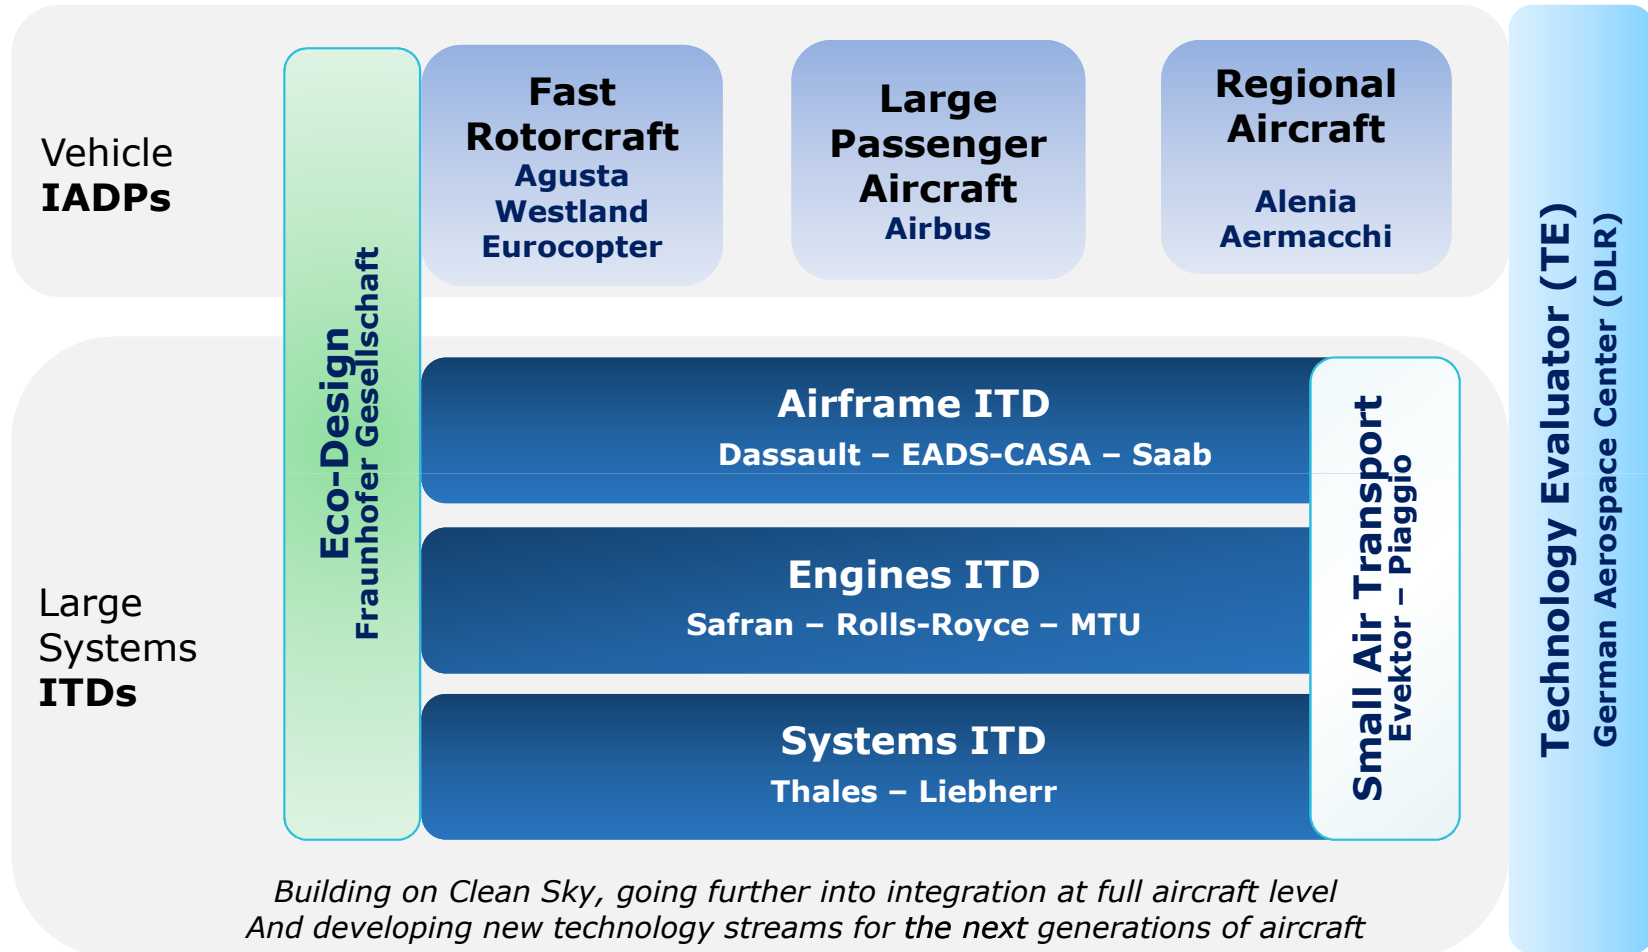 Vehicle
IADPs
Eco-Design
Fraunhofer Gesellschaft
Fast
Rotorcraft
Agusta
Westland
Eurocopter
Large
Passenger
Aircraft
Airbus
Regional
Aircraft
Alenia
Aermacchi
Large
Systems
ITDs
Airframe ITD
Dassault – EADS-CASA – Saab
Engines ITD
Safran – Rolls-Royce – MTU
Systems ITD
Thales – Liebherr
Small Air Transport
Evektor – Piaggio
Technology Evaluator (TE)
German Aerospace Center (DLR)
Building on Clean Sky, going further into integration at full aircraft level
And developing new technology streams for the next generations of aircraft